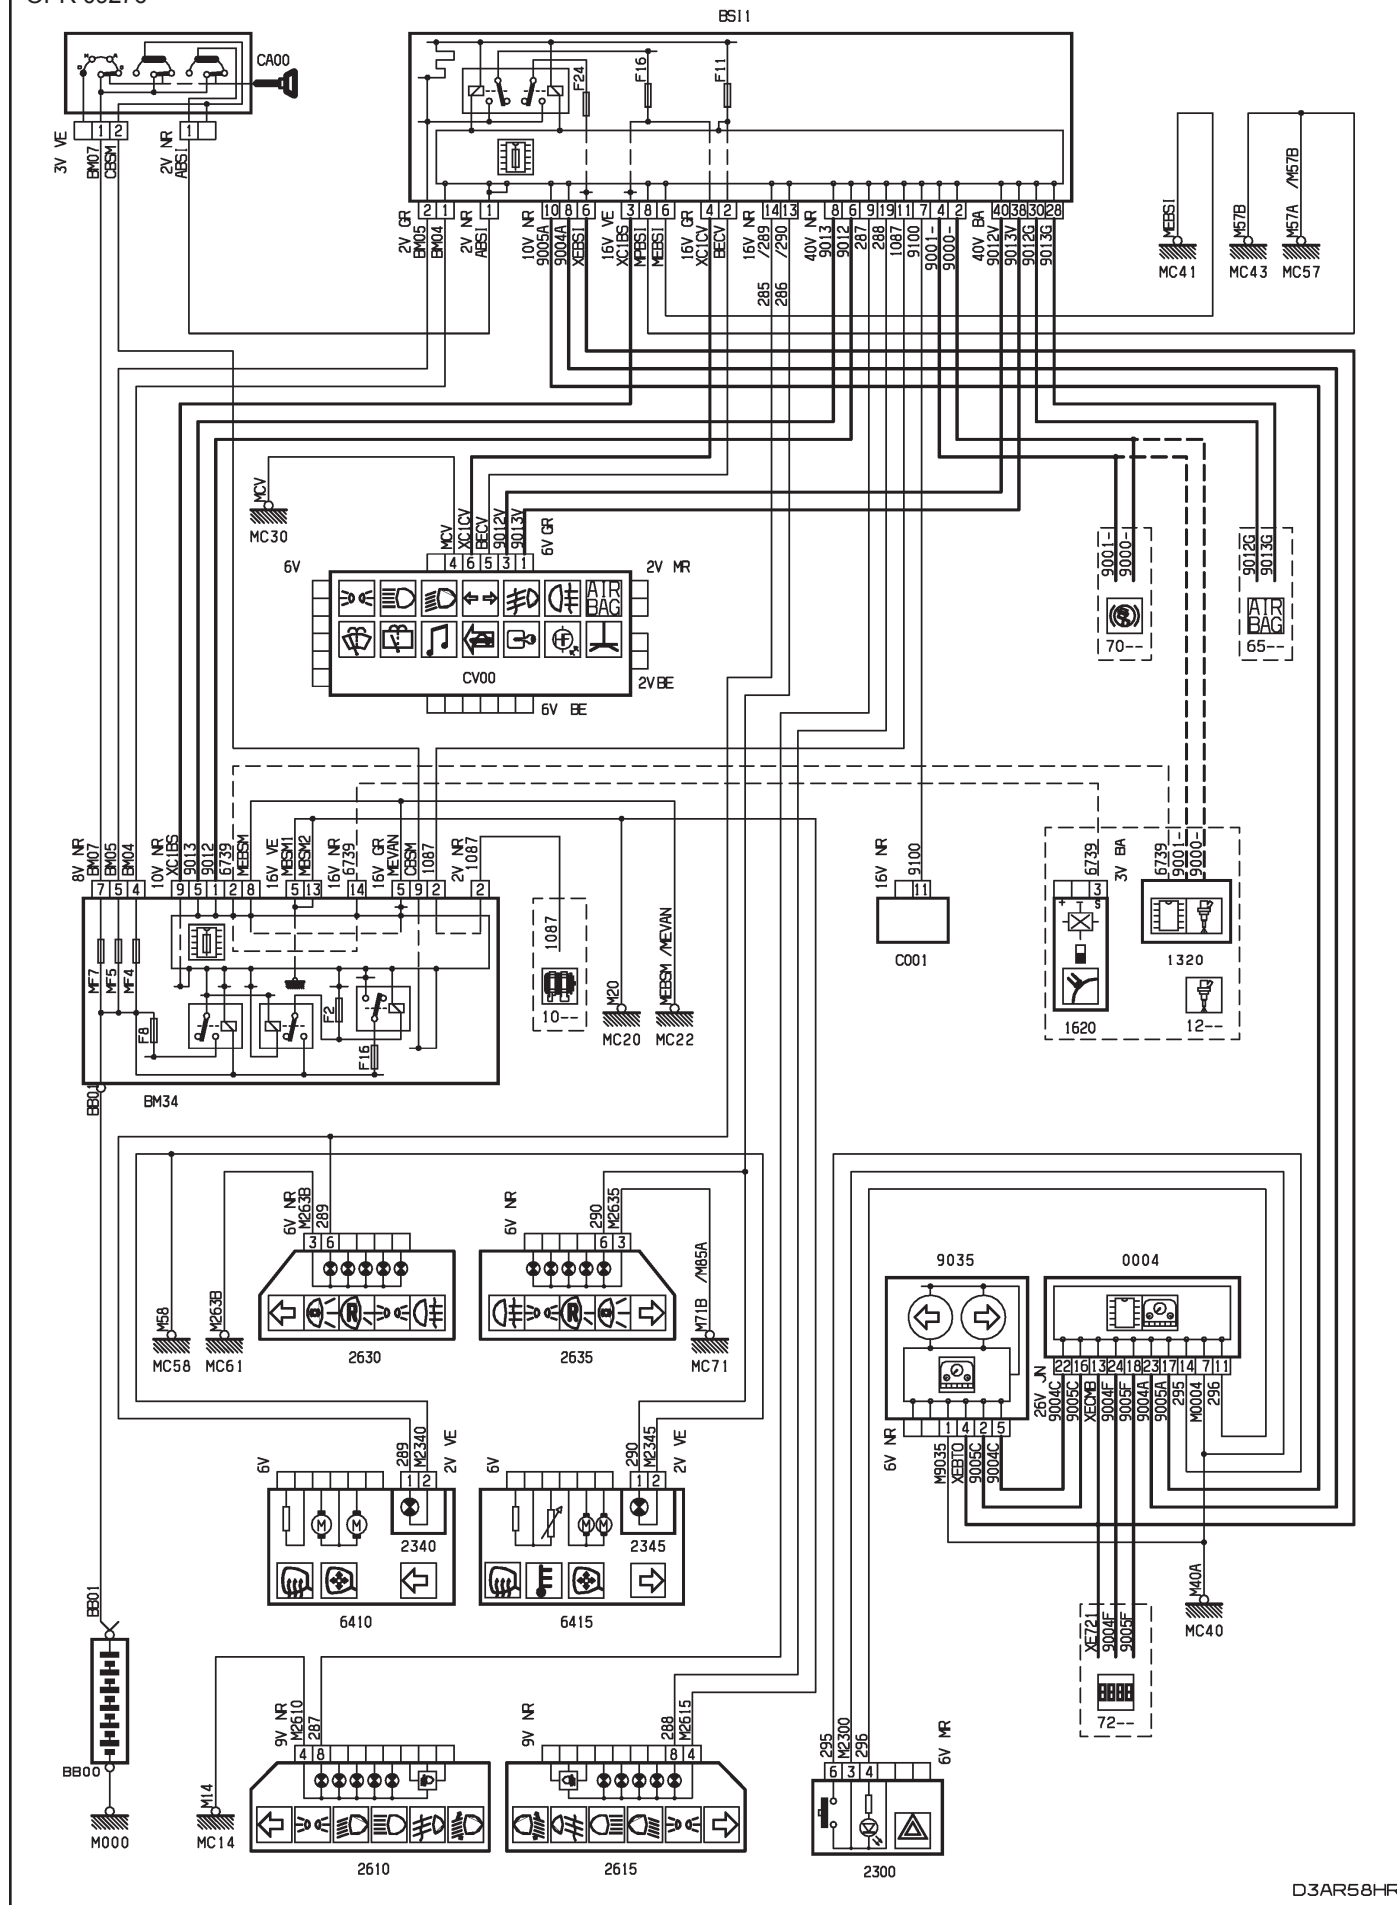 BSI1
CA00
1
2
1
3V VE
BM07
CBSM
2V NR
ABSI
F24
F16
F11
2
1
1
10
8
6
3
8
6
4
2
14
13
8
6
9
19
11
7
4
2
40
38
30
28
2V GR
BM05
BM04
2V NR
ABSI
10V NR
9005A
9004A
XEBSI
16V VE
XC1BS
MPBSI
MEBSI
16V GR
XC1CV
BECV
16V NR
/289
/290
285
286
40V NR
9013
9012
287
288
1087
9100
9001-
9000-
40V BA
9012V
9013V
9012G
9013G
MEBSI
MC41
M57B
MC43
M57A /M57B
MC57
MCV
MC30
MCV
XC1CV
BECV
9012V
9013V
6V GR
4
6
5
3
1
6V
2V MR
AIR
BAG
CV00
2V BE
6V BE
9001-
9000-
70--
9012G
9013G
AIR
BAG
65--
8V NR
BM07
BM05
BM04
10V NR
XC1BS
9013
9012
6739
MEBSM
16V VE
MBSM1
MBSM2
16V NR
6739
16V GR
MEVAN
CBSM
1087
2V NR
1087
7
5
4
9
5
1
2
8
5
13
14
5
9
2
2
MF7
MF5
MF4
F8
F2
F16
BM34
BB01
1087
10--
M20
MC20
MEBSM /MEVAN
MC22
16V NR
9100
11
C001
6739
3V BA
3
+
T
S
1620
6739
9001-
9000-
1320
12--
6V NR
M263B
289
3
6
R
2630
6V NR
290
M2635
6
3
R
2635
M58
MC58
M263B
MC61
M71B /M85A
MC71
9035
0004
22
16
13
24
18
23
17
14
7
11
26V JN
9004C
9005C
XECMB
9004F
9005F
9004A
9005A
295
M0004
296
1
4
2
5
6V NR
M9035
XEBTO
9005C
9004C
6V
289
M2340
2V VE
1
2
M
M
2340
6410
6V
290
M2345
2V VE
1
2
M
M
2345
6415
BB01
BB00
M000
M14
MC14
9V NR
M2610
287
4
8
2610
9V NR
288
M2615
8
4
2615
295
M2300
296
6V MR
6
3
4
2300
XE721
9004F
9005F
72--
M40A
MC40
D3AR58HR